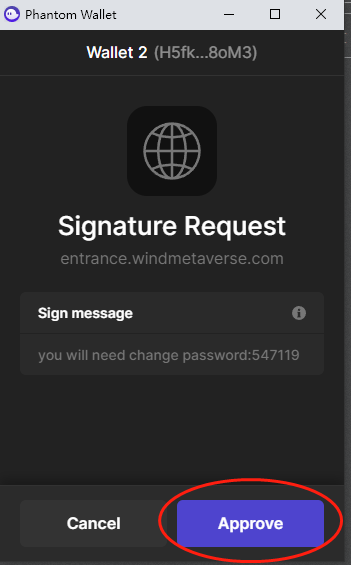 Phantom Wallet
Wallet 2 (H5fk...8oM3)
Signature Request
entrance.windmetaverse.com
Sign message
you will need change password:547119
Cancel Approve